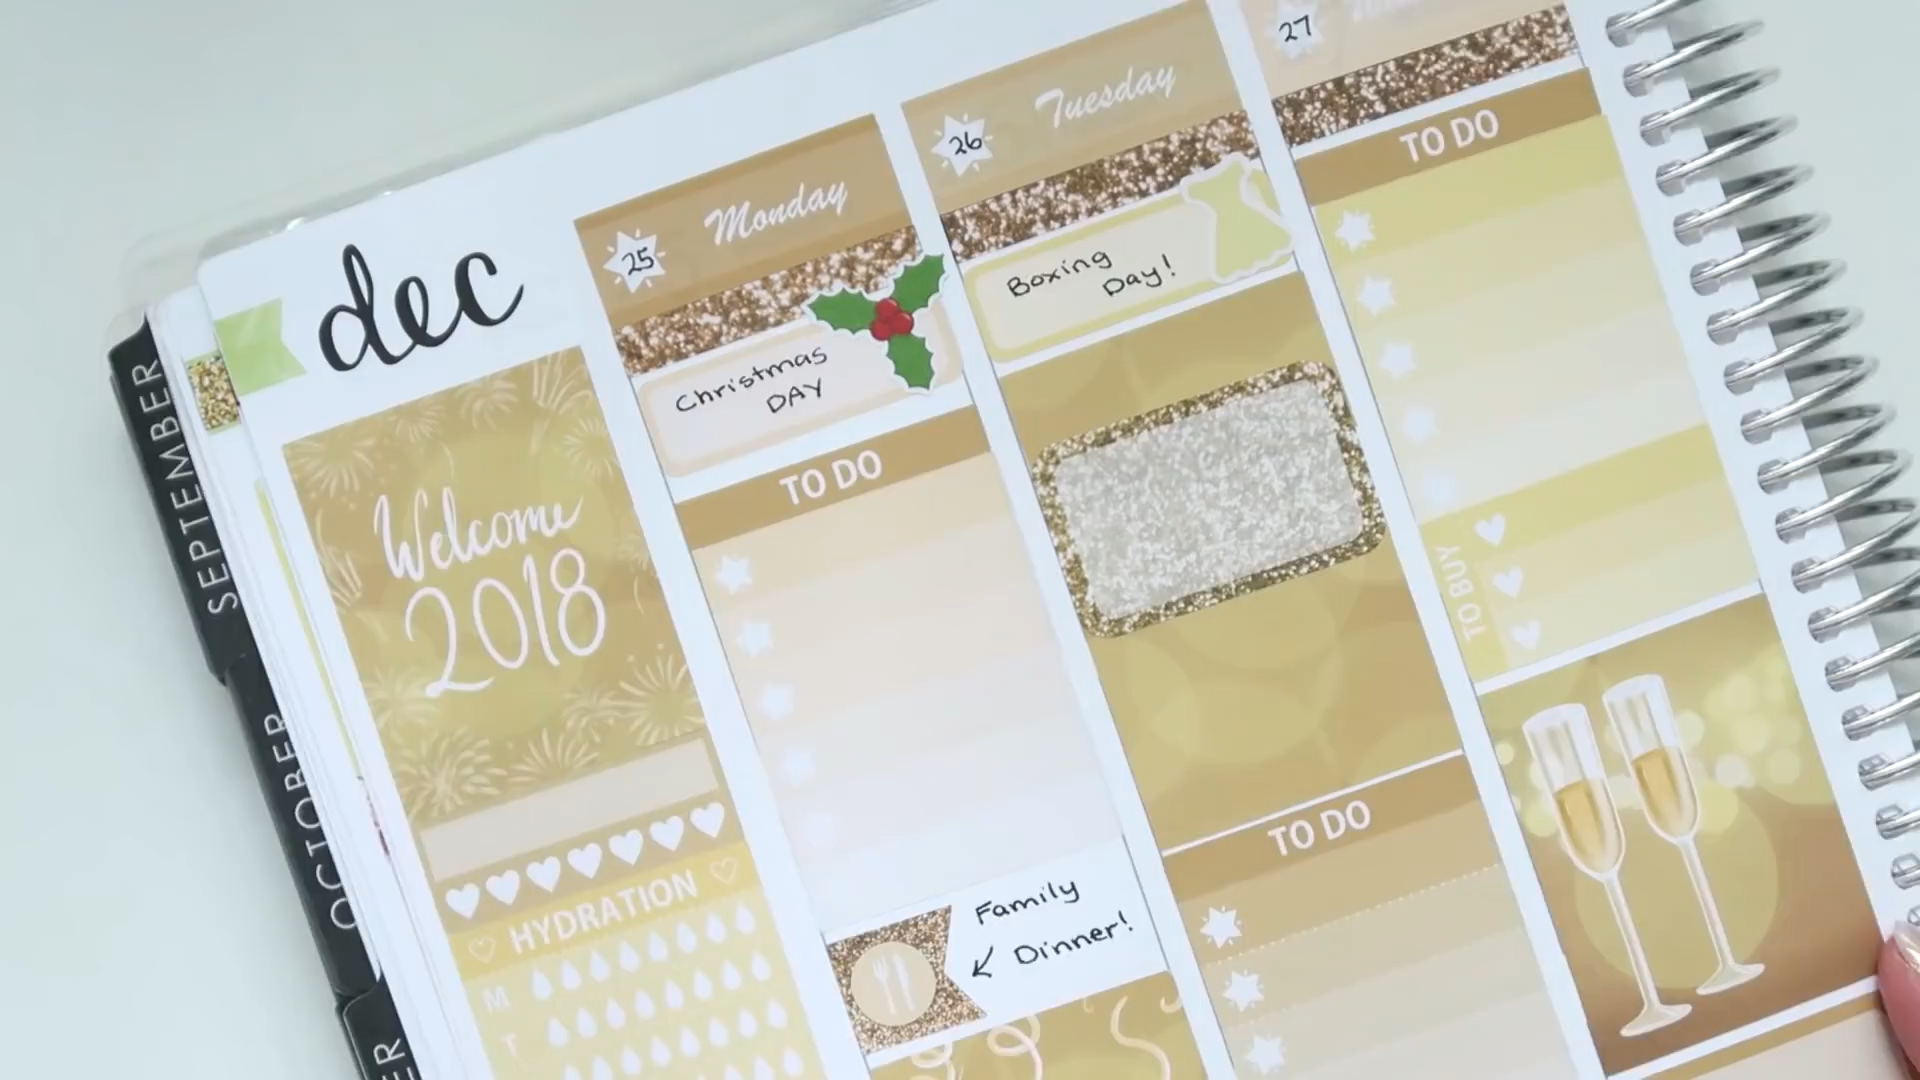 SEPTEMBER
OCTOBER
dec
Welcome
2018
HYDRATION
M
T
25
Monday
Christmas
DAY
TO DO
Family
Dinner!
26
Tuesday
Boxing
Day!
TO DO
27
TO DO
TO BUY